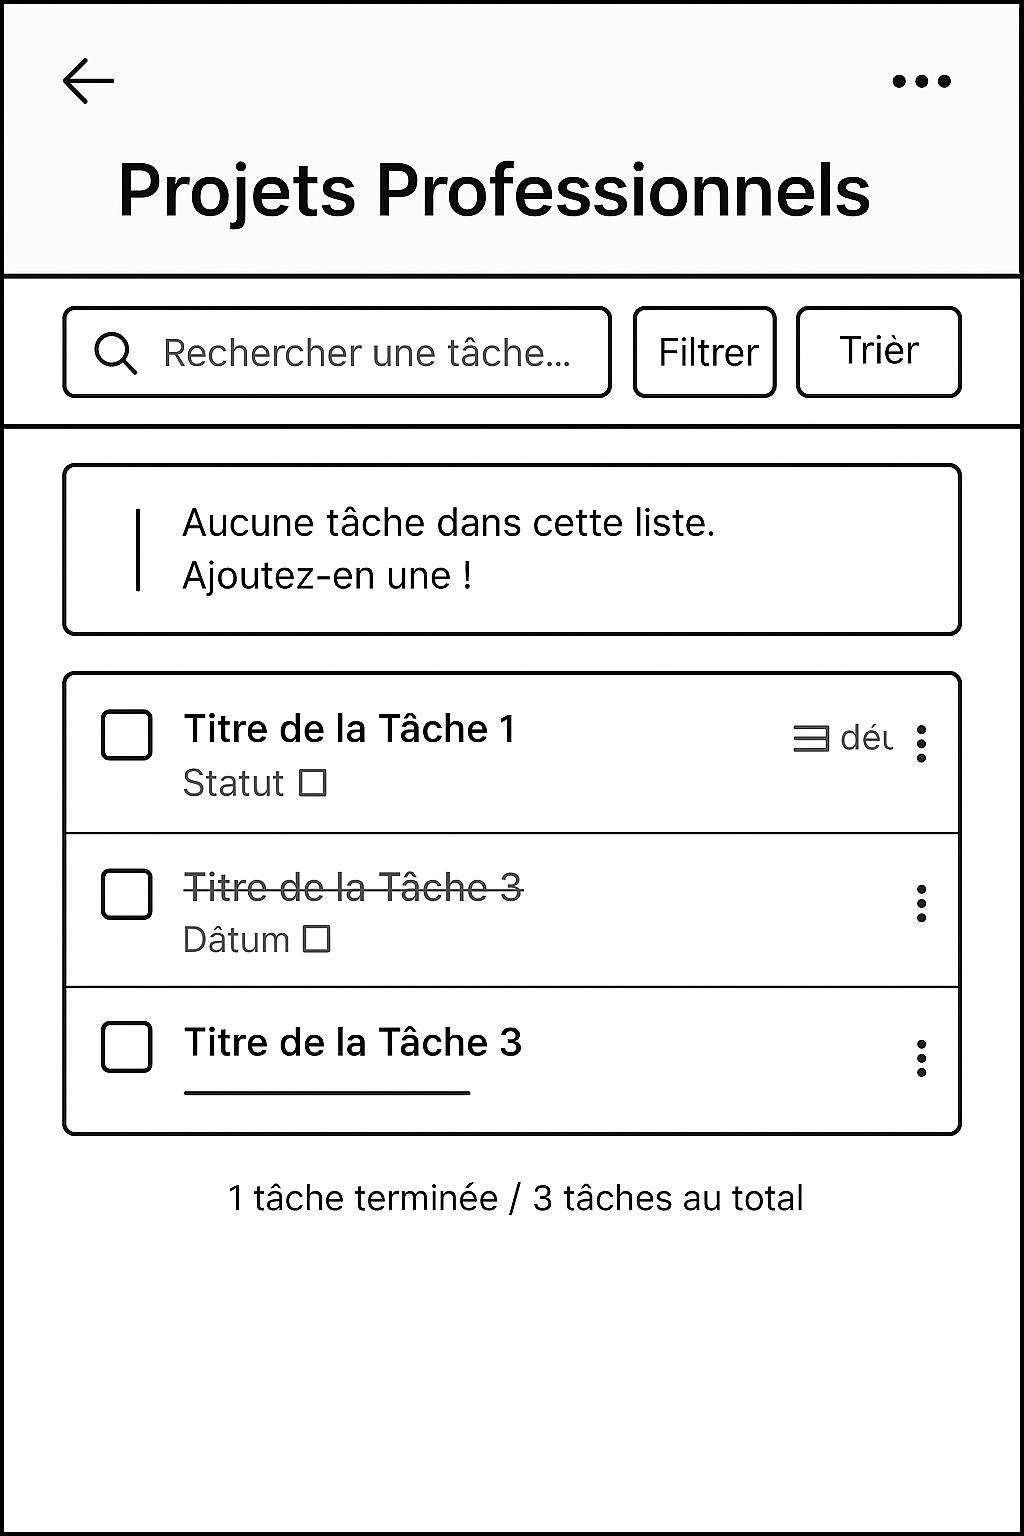 Projets Professionnels
Rechercher une tâche...
Filtrer
Trièr
Aucune tâche dans cette liste.
Ajoutez-en une !
Titre de la Tâche 1
Statut
Titre de la Tâche 3
Dâtum
Titre de la Tâche 3
1 tâche terminée / 3 tâches au total